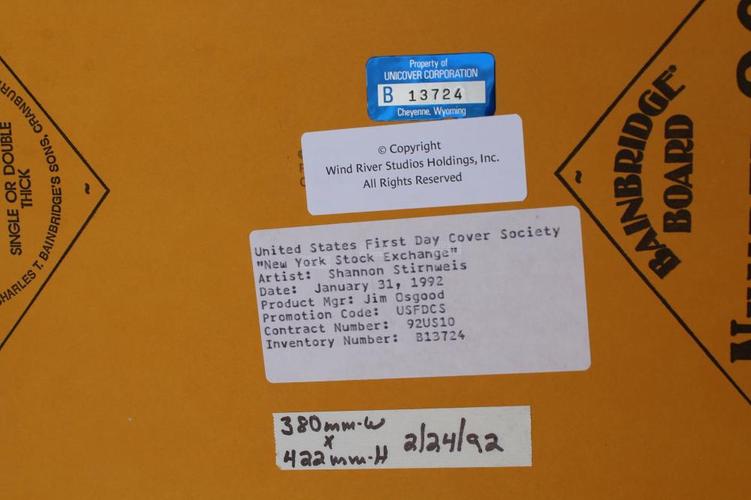 Property of
UNICOVER CORPORATION
B 13724
Cheyenne, Wyoming
© Copyright
Wind River Studios Holdings, Inc.
All Rights Reserved
United States First Day Cover Society
"New York Stock Exchange"
Artist: Shannon Stirnweis
Date: January 31, 1992
Product Mgr: Jim Osgood
Promotion Code: USFDCS
Contract Number: 92US10
Inventory Number: B13724
380mm-W
x
422mm-H
2/24/92
SINGLE OR DOUBLE
THICK
CHARLES T. BAINBRIDGE'S SONS, CRANBURY
BAINBRIDGE®
BOARD